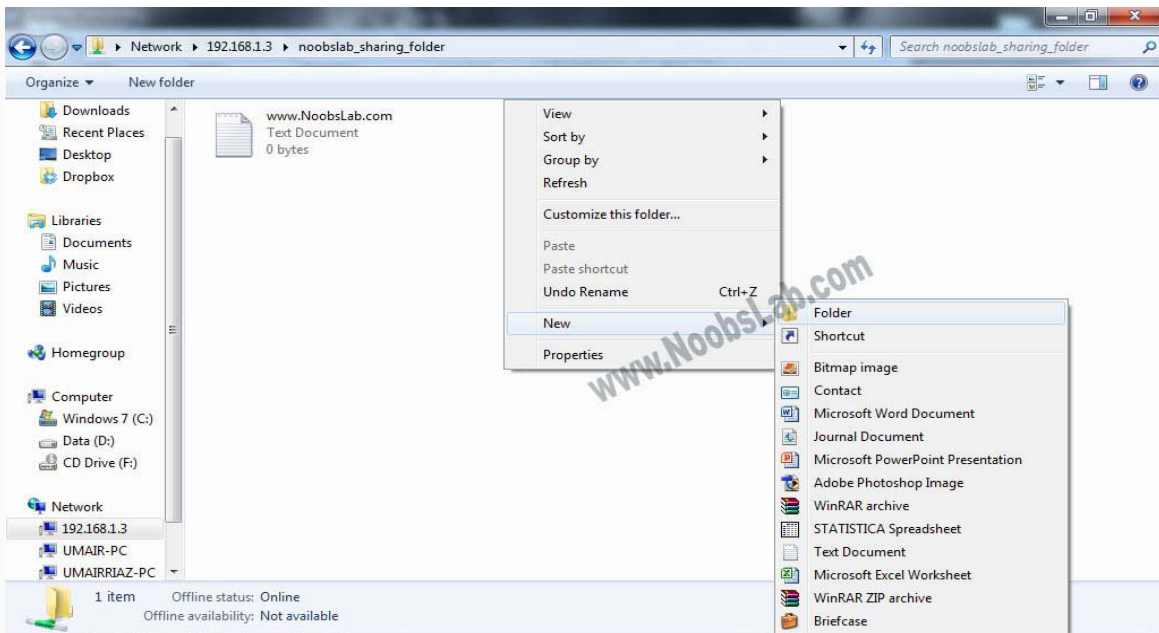 Network ▸ 192.168.1.3 ▸ noobslab_sharing_folder
Search noobslab_sharing_folder
Organize
New folder
Downloads
Recent Places
Desktop
Dropbox
Libraries
Documents
Music
Pictures
Videos
Homegroup
Computer
Windows 7 (C:)
Data (D:)
CD Drive (F:)
Network
192.168.1.3
UMAIR-PC
UMAIRRIAZ-PC
www.NoobsLab.com
Text Document
0 bytes
View
Sort by
Group by
Refresh
Customize this folder...
Paste
Paste shortcut
Undo Rename Ctrl+Z
New
Properties
Folder
Shortcut
Bitmap image
Contact
Microsoft Word Document
Journal Document
Microsoft PowerPoint Presentation
Adobe Photoshop Image
WinRAR archive
STATISTICA Spreadsheet
Text Document
Microsoft Excel Worksheet
WinRAR ZIP archive
Briefcase
www.NoobsLab.com
1 item Offline status: Online
Offline availability: Not available